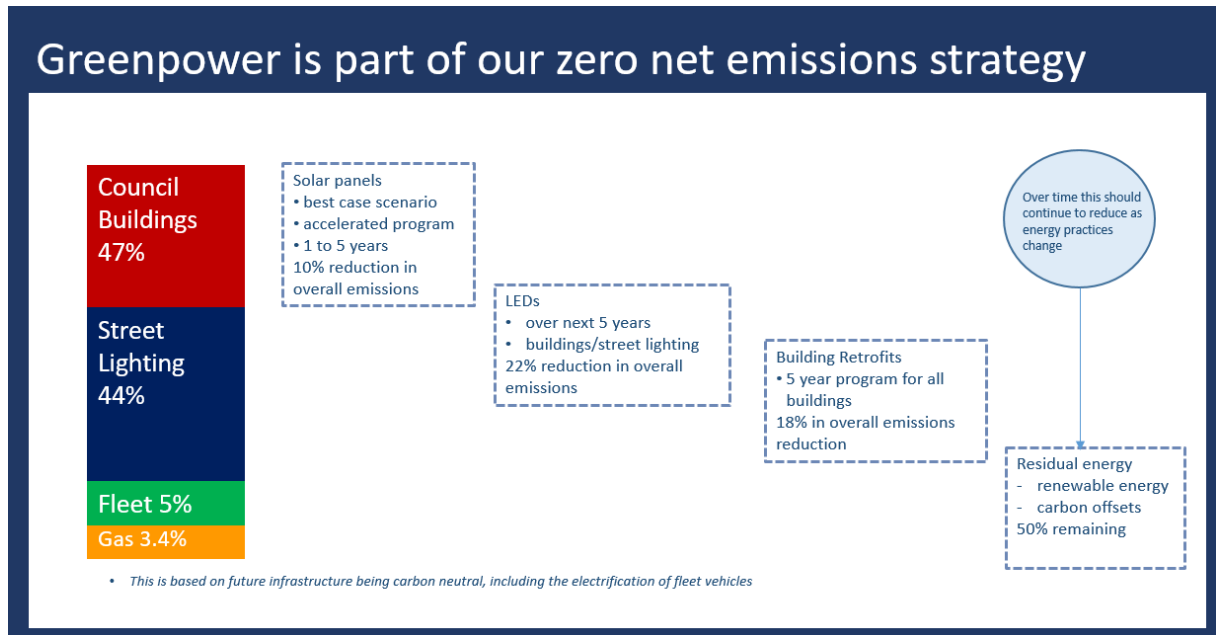 Greenpower is part of our zero net emissions strategy
Council
Buildings
47%
Street
Lighting
44%
Fleet 5%
Gas 3.4%
Solar panels
• best case scenario
• accelerated program
• 1 to 5 years
10% reduction in
overall emissions
LEDs
• over next 5 years
• buildings/street lighting
22% reduction in overall
emissions
Building Retrofits
• 5 year program for all
buildings
18% in overall emissions
reduction
Over time this should
continue to reduce as
energy practices
change
Residual energy
- renewable energy
- carbon offsets
50% remaining
• This is based on future infrastructure being carbon neutral, including the electrification of fleet vehicles